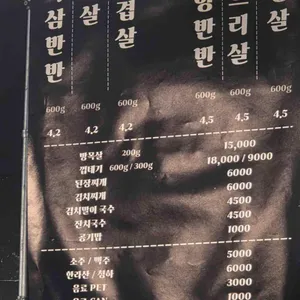 삼반반
살
겹살
반반
리살
살
600g 600g 600g 600g 600g 600g
4,2 4,2 4,2 4,5 4,5 4,5
방목살 200g 15,000
껍데기 600g / 300g 18,000 / 9000
된장찌개 6000
김치찌개 6000
김치말이 국수 4500
잔치국수 4500
공기밥 1000
소주 / 맥주 5000
한라산 / 청하 6000
음료 PET 3000
음료 CAN 1000